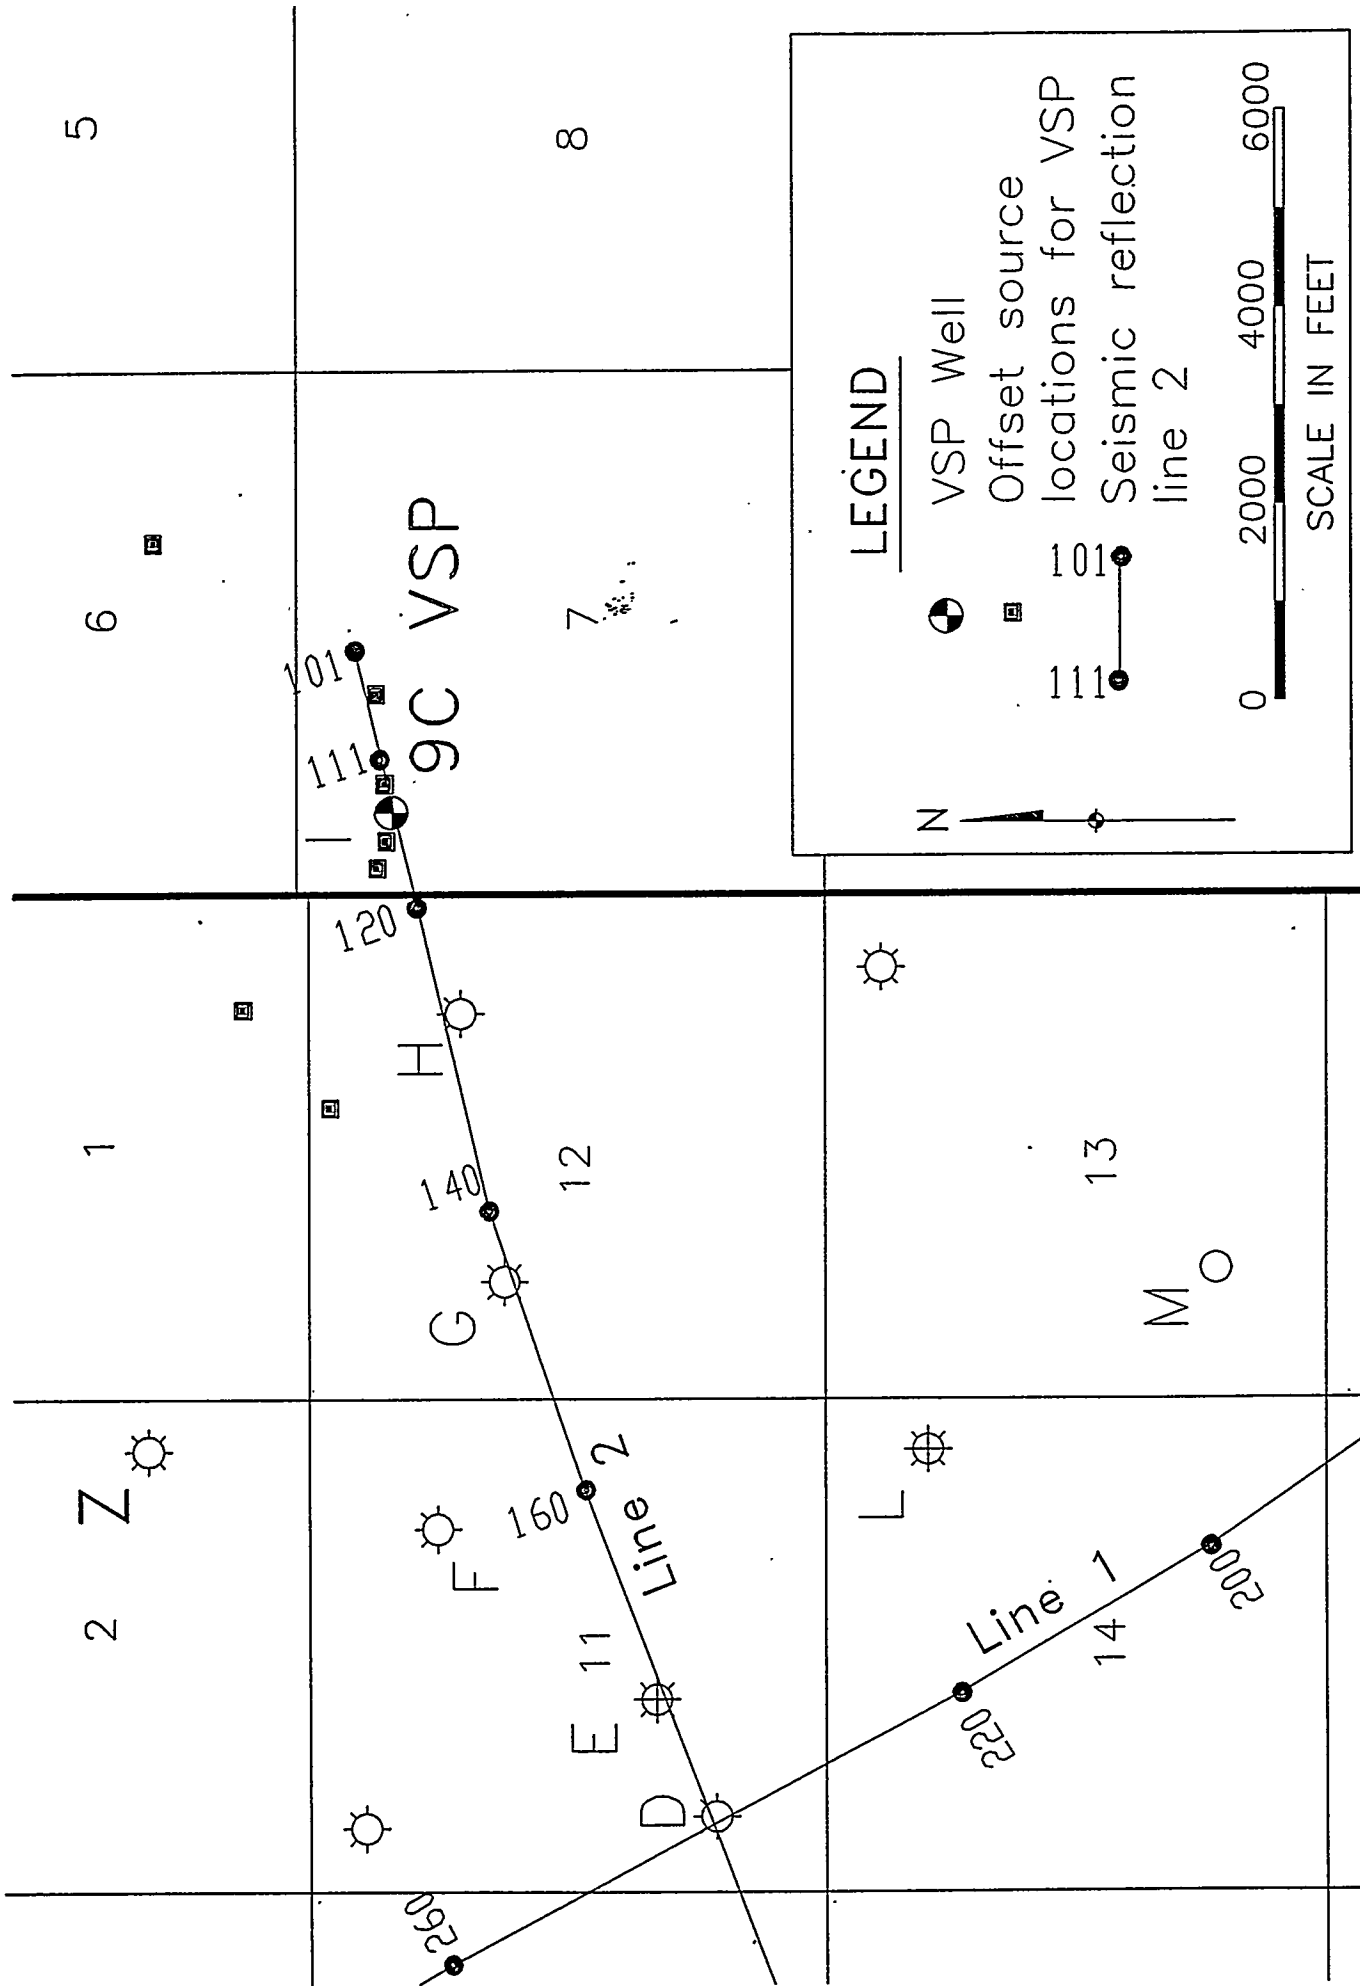 2
Z
1
6
5
F
I
101
111
9C VSP
120
H
140
G
260
E
11
160
Line 2
12
7
8
D
L
Line 1
220
14
200
M
13
LEGEND
N
VSP Well
Offset source
locations for VSP
111
101
Seismic reflection
line 2
0
2000
4000
6000
SCALE IN FEET